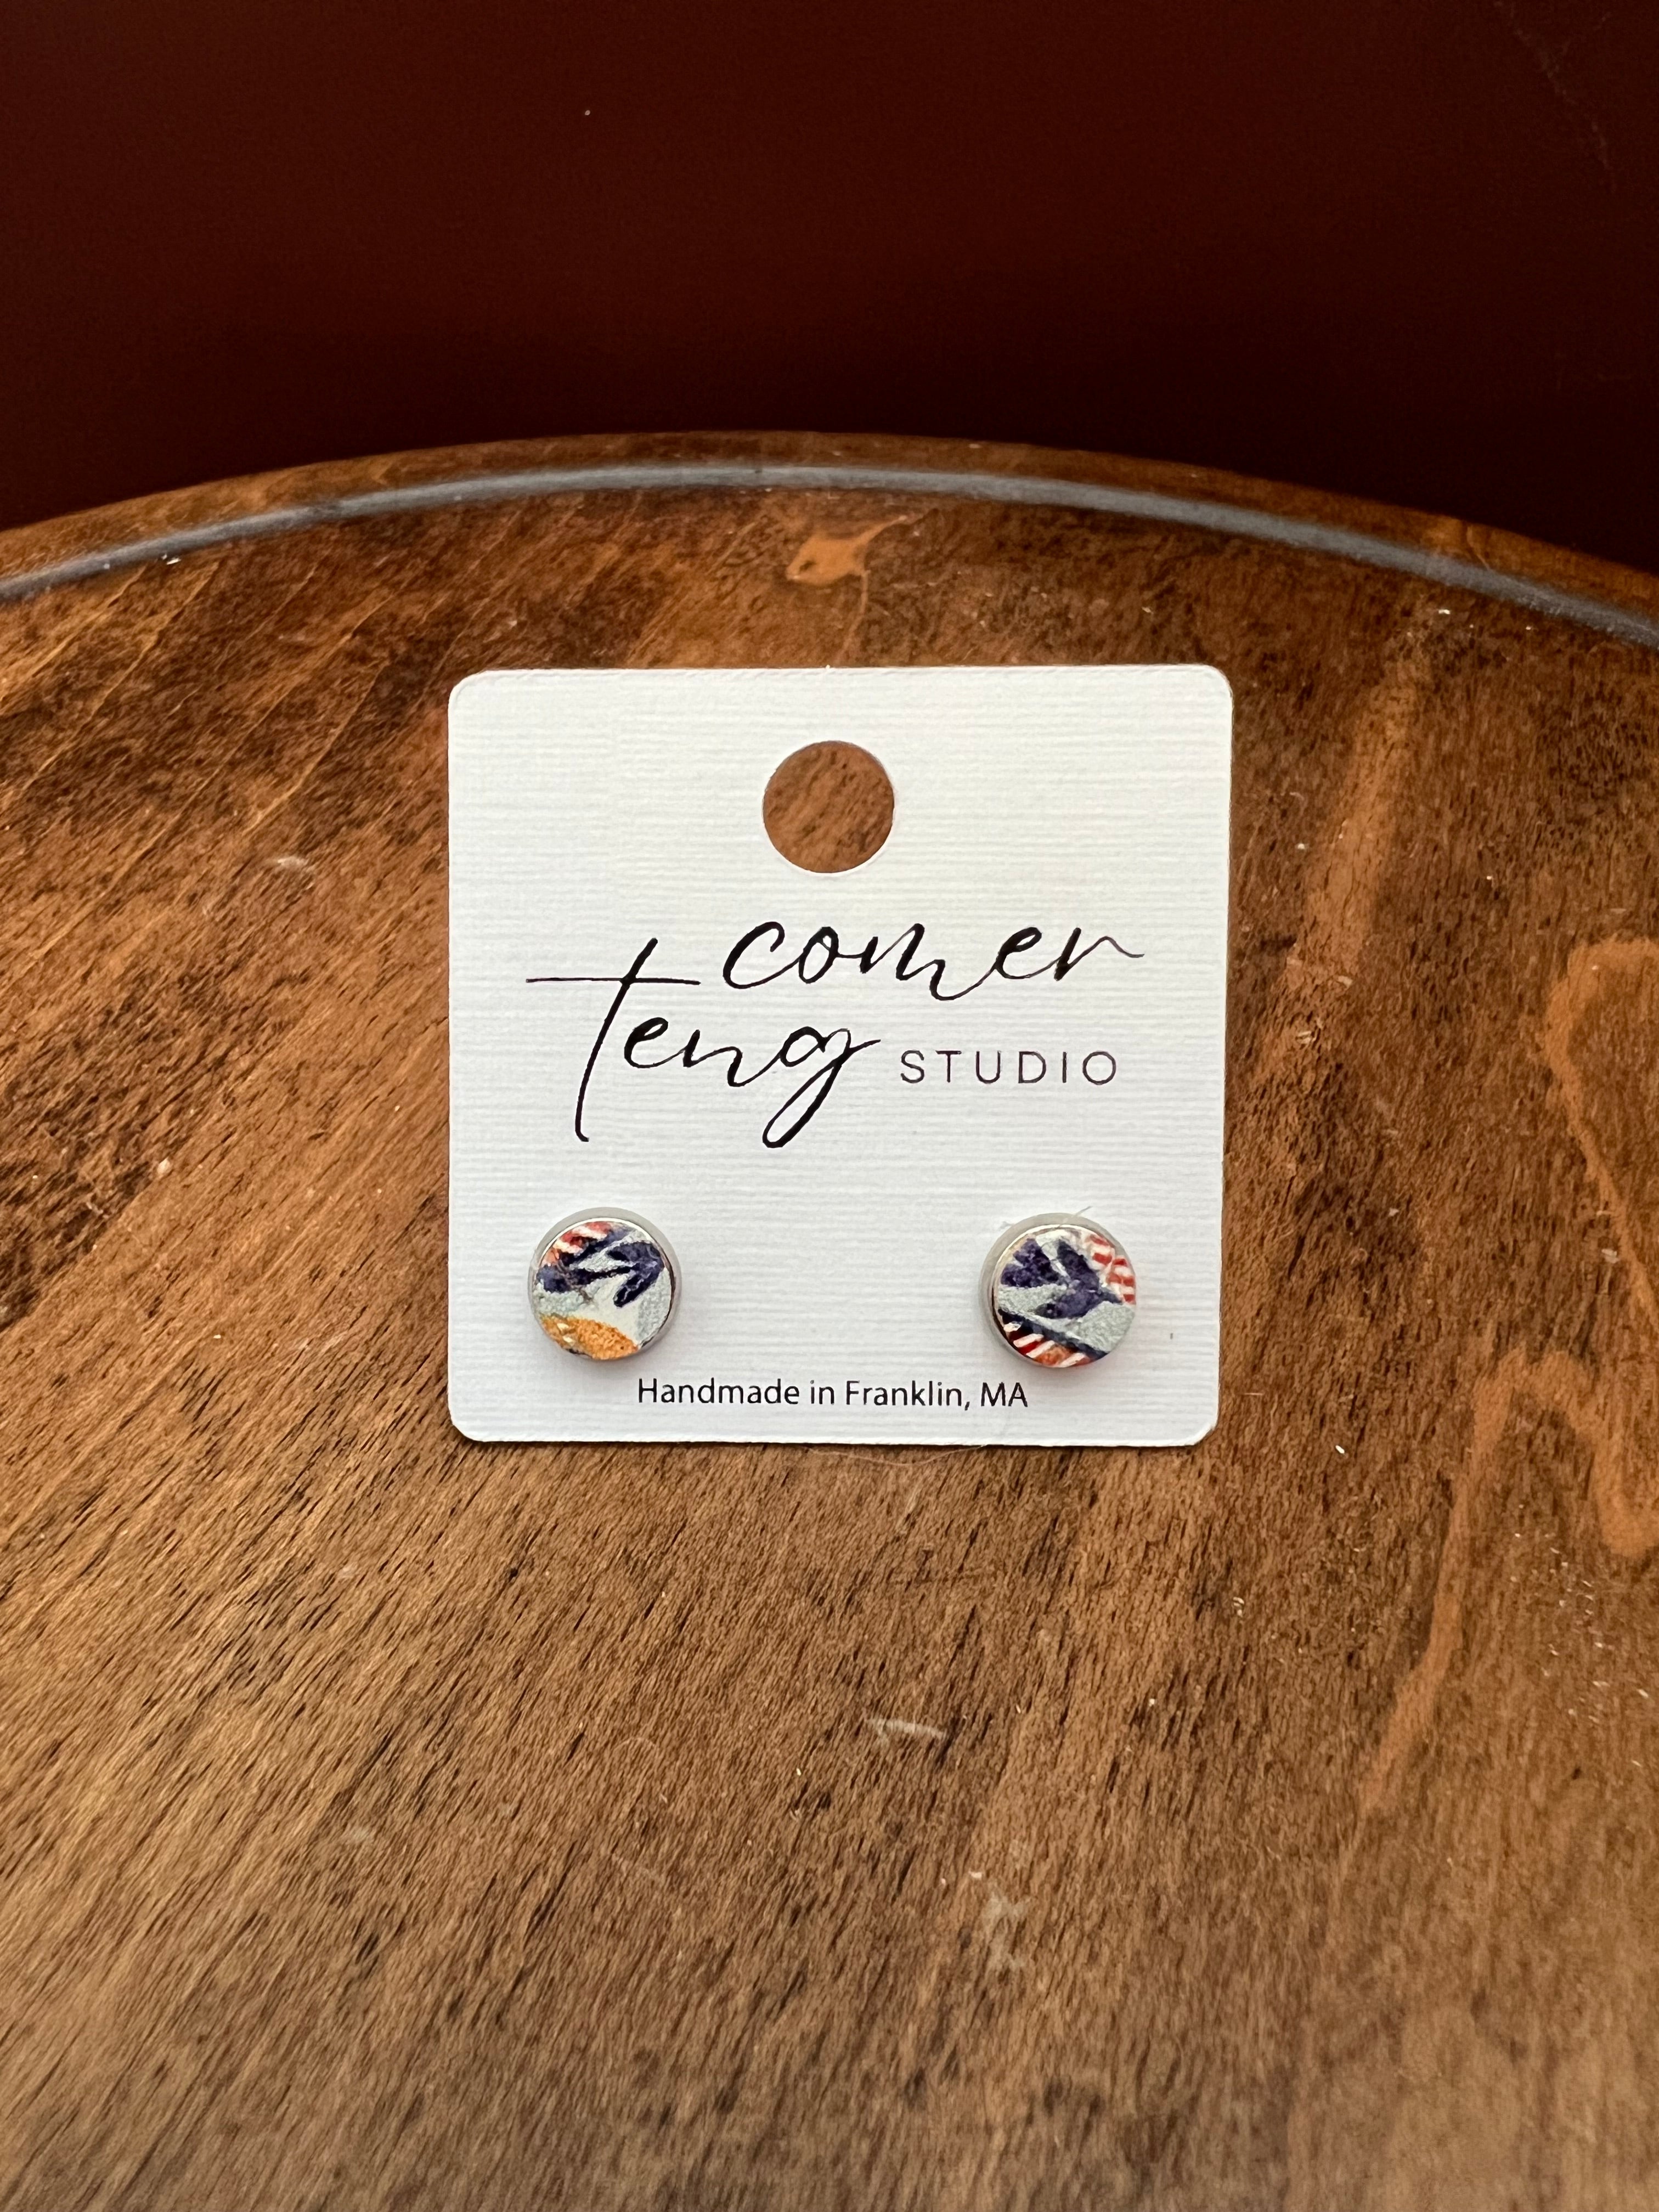 comer
teng STUDIO
Handmade in Franklin, MA